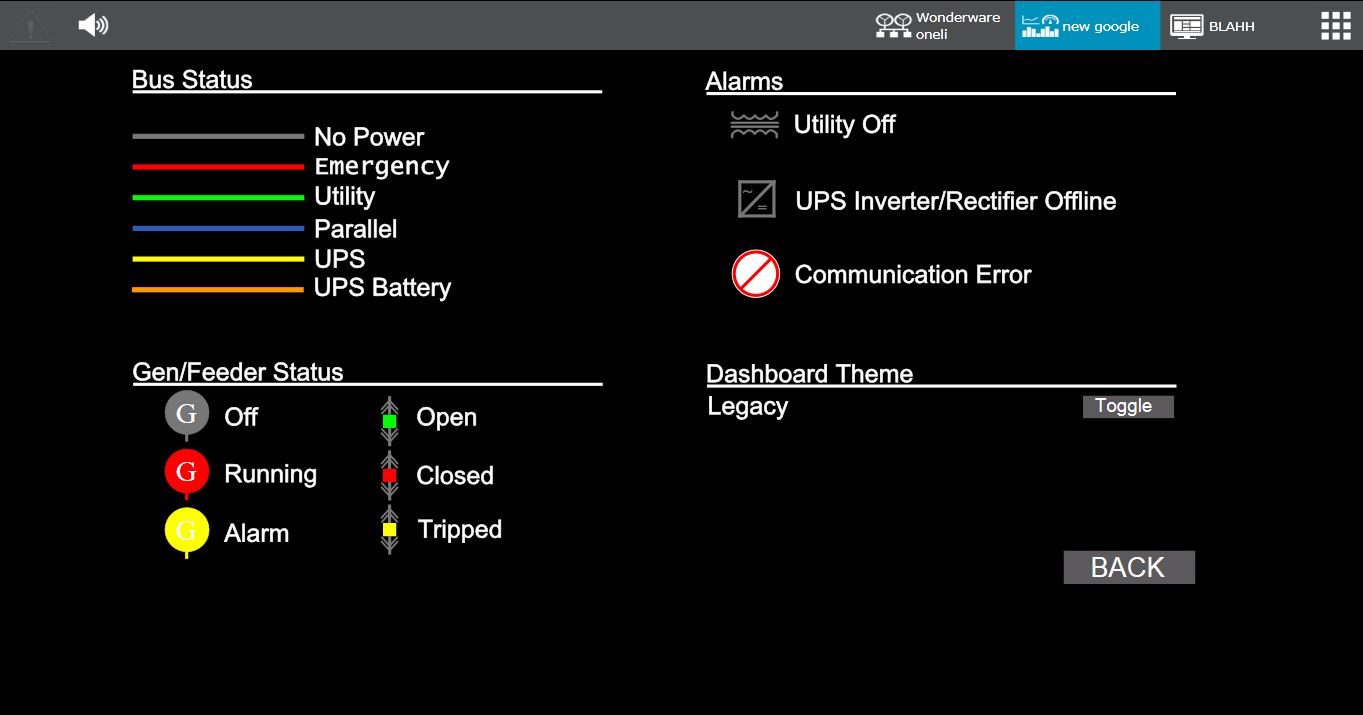 Wonderware
oneli
new google
BLAHH
Bus Status
No Power
Emergency
Utility
Parallel
UPS
UPS Battery
Alarms
Utility Off
UPS Inverter/Rectifier Offline
Communication Error
Gen/Feeder Status
G Off
G Running
G Alarm
Open
Closed
Tripped
Dashboard Theme
Legacy Toggle
BACK